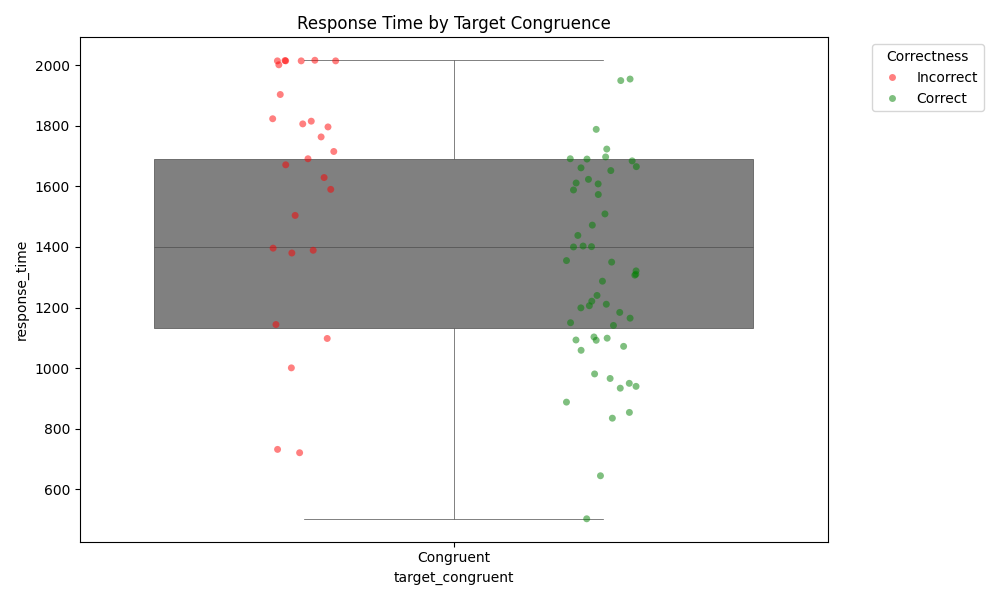 Response Time by Target Congruence
Correctness
Incorrect
Correct
2000
1800
1600
1400
1200
1000
800
600
response_time
Congruent
target_congruent